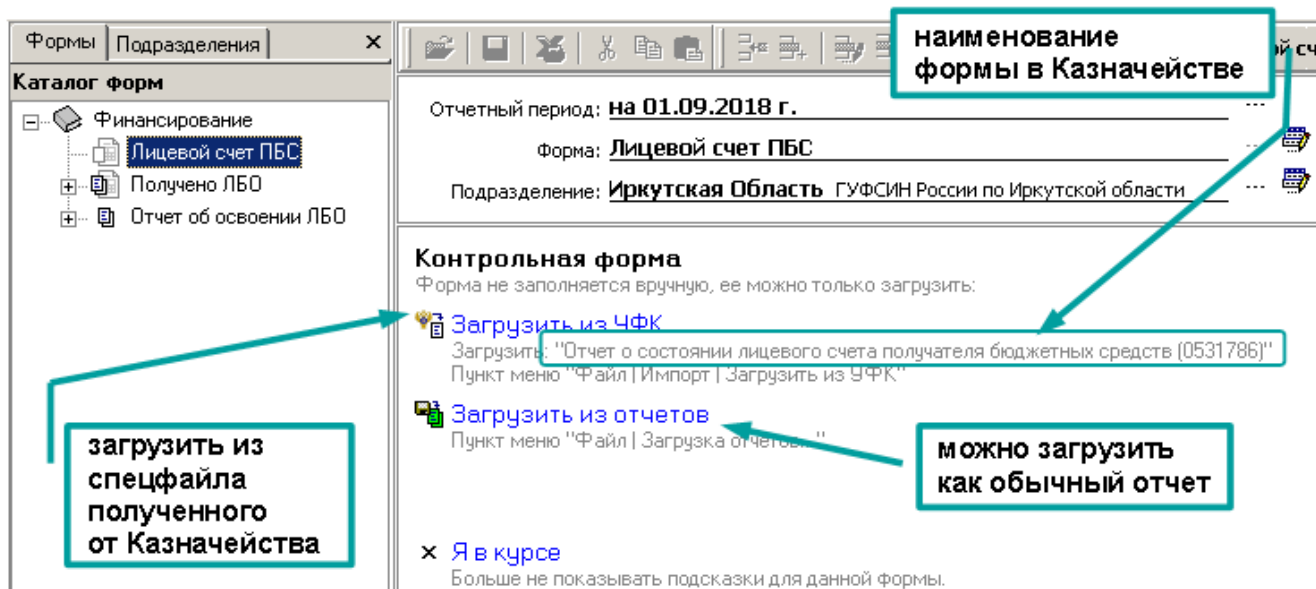 Формы
Подразделения
Каталог форм
Финансирование
Лицевой счет ПБС
Получено ЛБО
Отчет об освоении ЛБО
наименование
формы в Казначействе
Отчетный период: на 01.09.2018 г.
Форма: Лицевой счет ПБС
Подразделение: Иркутская Область ГУФСИН России по Иркутской области
Контрольная форма
Форма не заполняется вручную, ее можно только загрузить:
Загрузить из УФК
Загрузить: "Отчет о состоянии лицевого счета получателя бюджетных средств (0531786)"
Пункт меню "Файл | Импорт | Загрузить из УФК"
Загрузить из отчетов
Пункт меню "Файл | Загрузка отчетов..."
загрузить из
спецфайла
полученного
от Казначейства
можно загрузить
как обычный отчет
Я в курсе
Больше не показывать подсказки для данной формы.